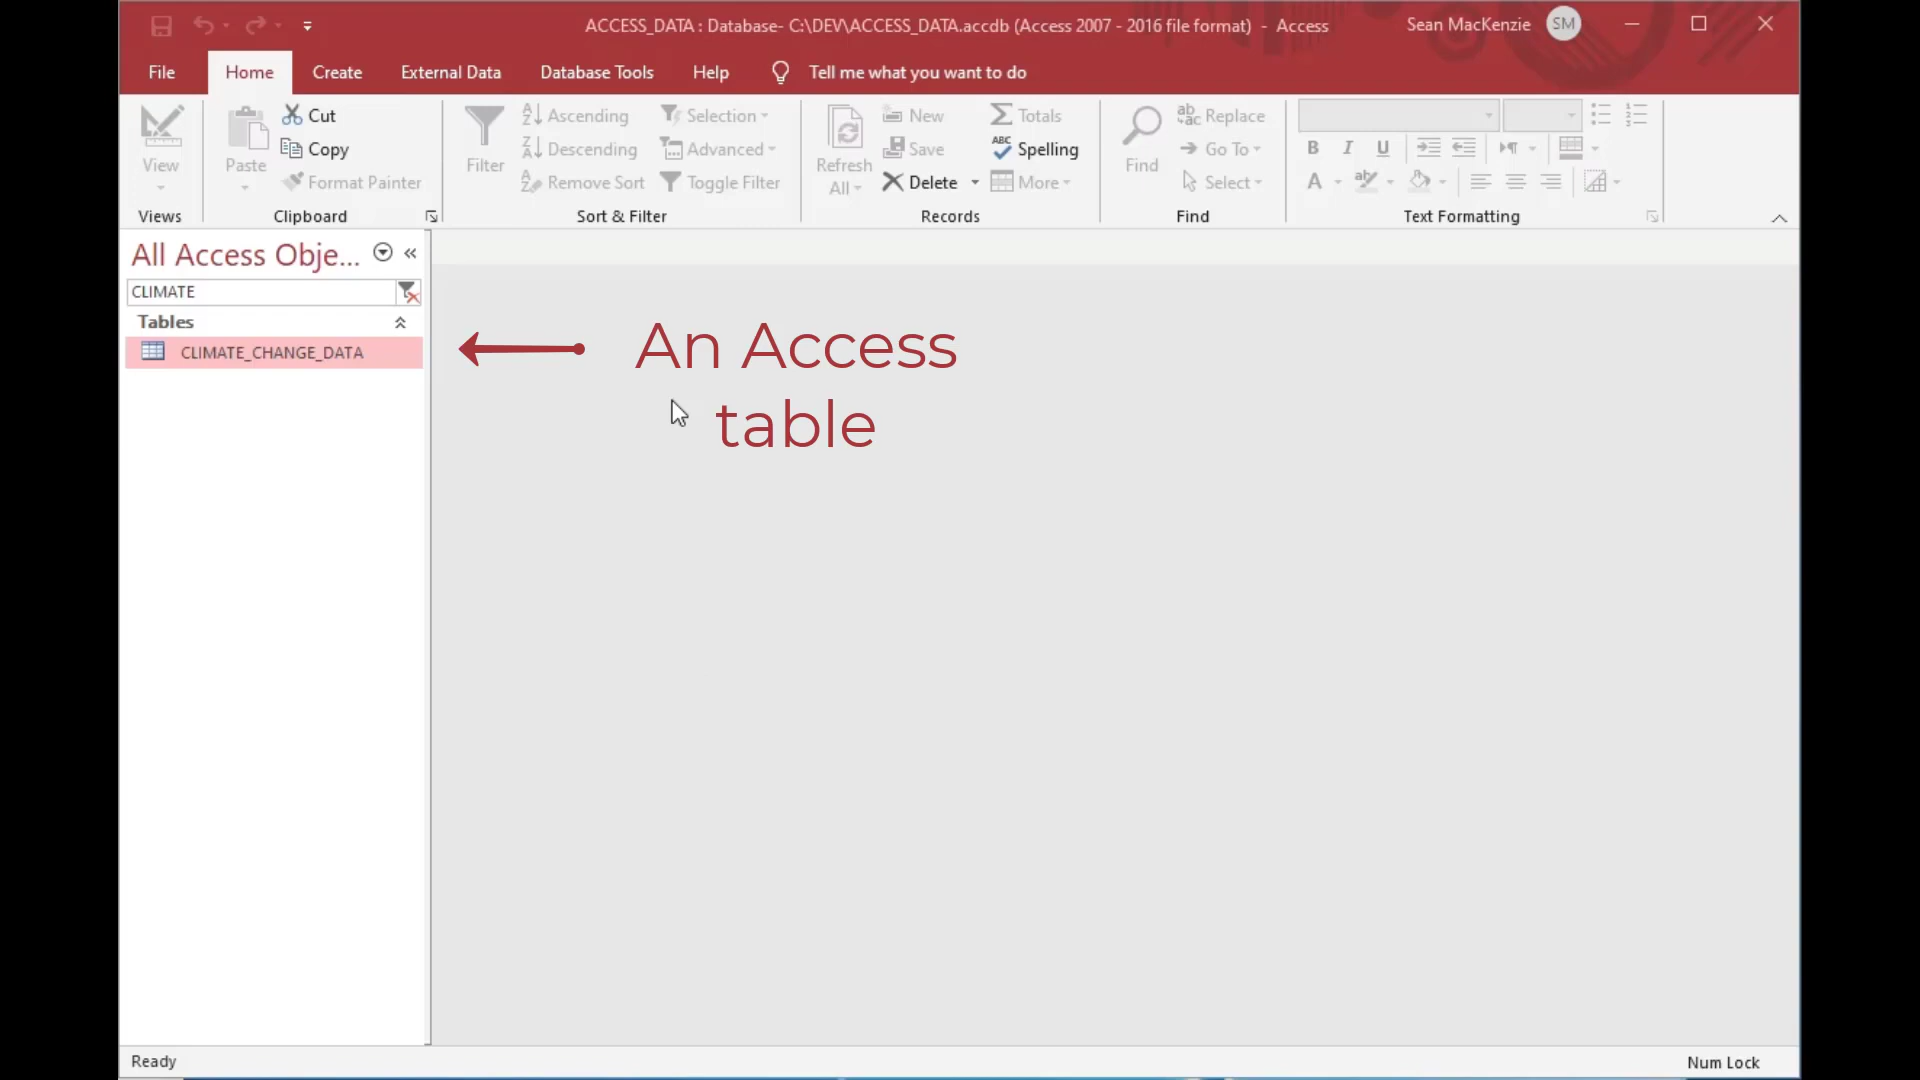 ACCESS_DATA : Database- C:\DEV\ACCESS_DATA.accdb (Access 2007 - 2016 file format) - Access
Sean MacKenzie SM
File Home Create External Data Database Tools Help Tell me what you want to do
View
Views
Paste
Cut
Copy
Format Painter
Clipboard
Filter
Ascending
Descending
Remove Sort
Selection
Advanced
Toggle Filter
Sort & Filter
Refresh
All
New
Save
Delete
Totals
Spelling
More
Records
Find
Replace
Go To
Select
Find
B I U
A
Text Formatting
All Access Obje...
CLIMATE
Tables
CLIMATE_CHANGE_DATA
An Access
table
Ready
Num Lock